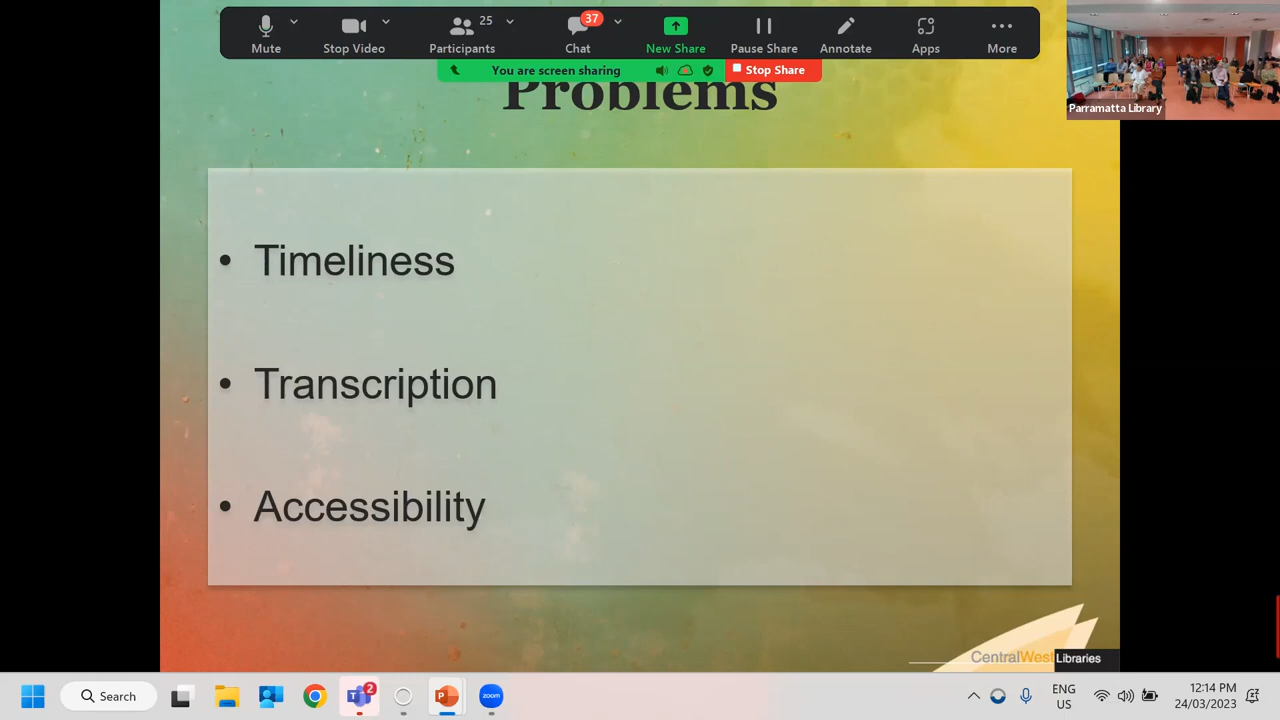 Mute
Stop Video
Participants
25
Chat
37
New Share
Pause Share
Annotate
Apps
More
You are screen sharing
Stop Share
Parramatta Library
Problems
• Timeliness
• Transcription
• Accessibility
CentralWest Libraries
Search
2
zoom
ENG
US
12:14 PM
24/03/2023